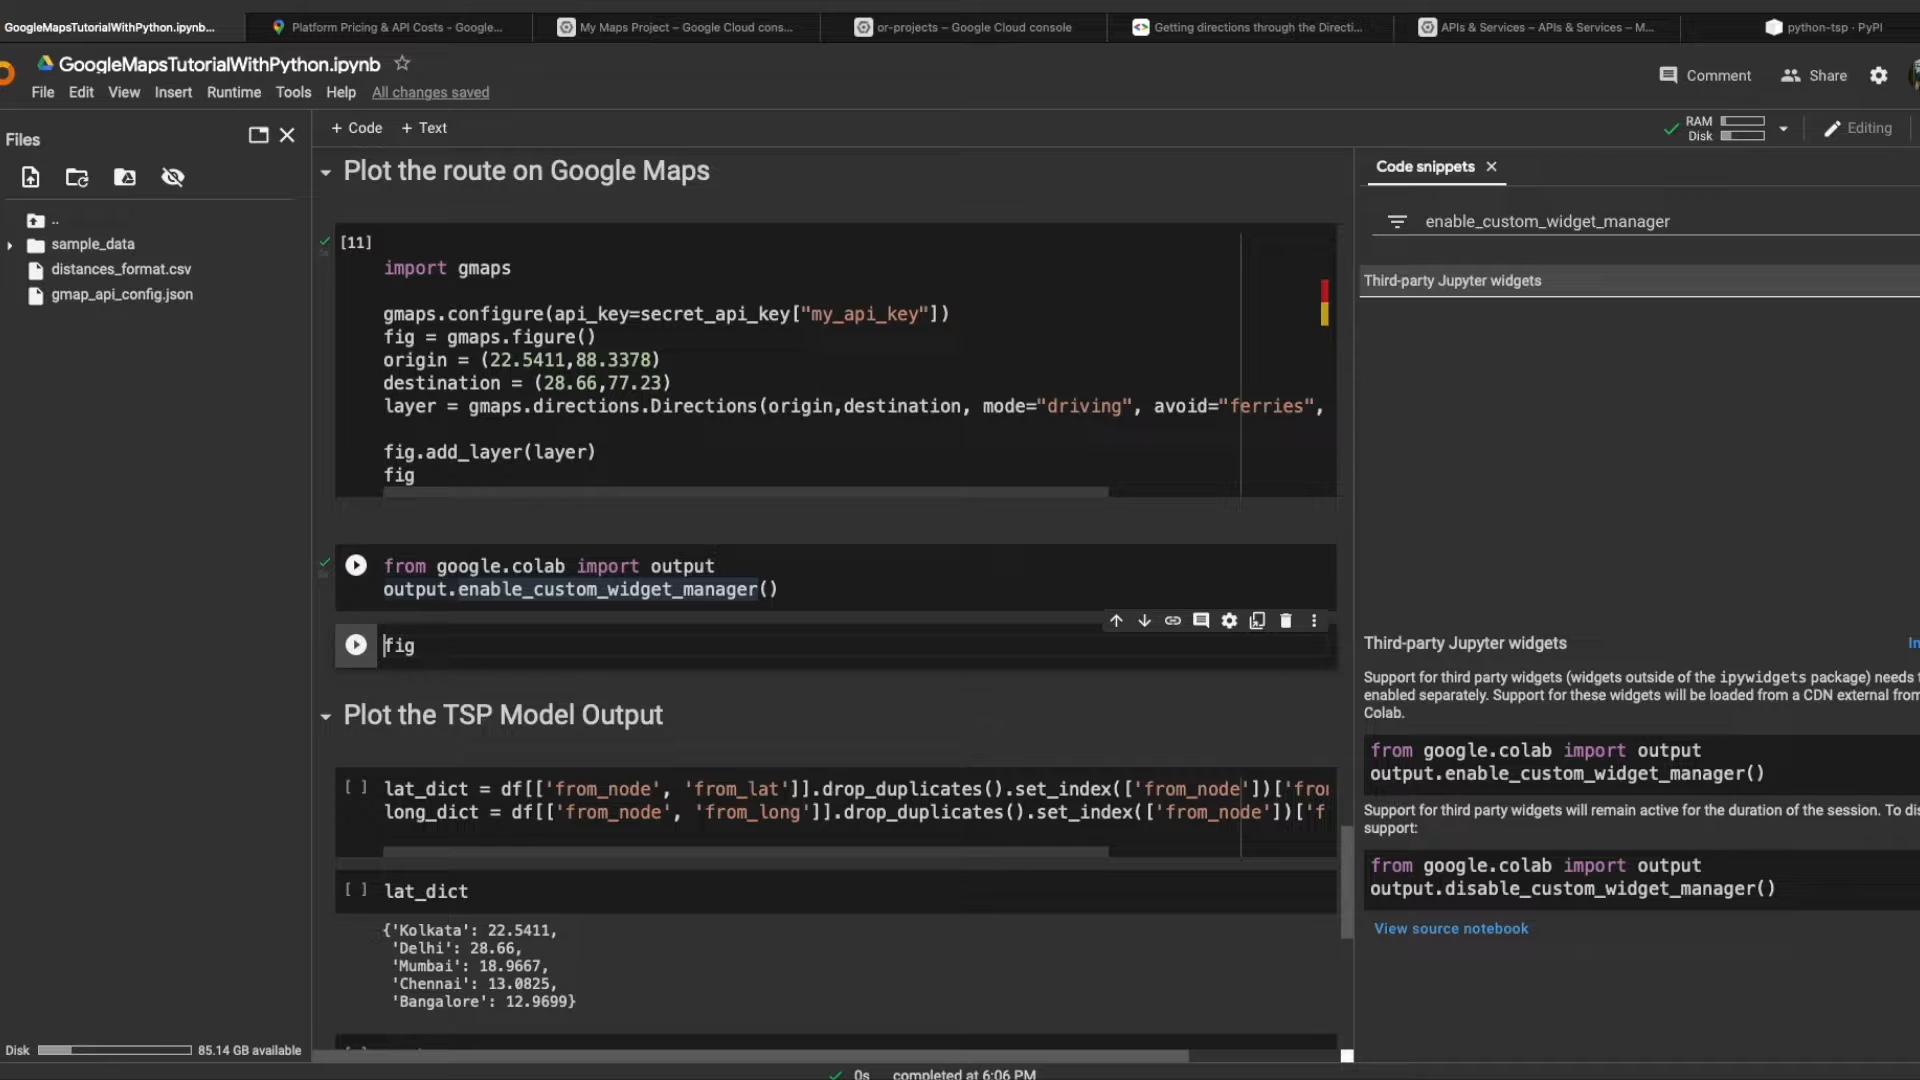 GoogleMapsTutorialWithPython.ipynb...
Platform Pricing & API Costs - Google...
My Maps Project – Google Cloud cons...
or-projects – Google Cloud console
Getting directions through the Directi...
APIs & Services – APIs & Services – M...
python-tsp · PyPI
GoogleMapsTutorialWithPython.ipynb
File Edit View Insert Runtime Tools Help All changes saved
Comment Share
Files
+ Code + Text
RAM
Disk
Editing
..
sample_data
distances_format.csv
gmap_api_config.json
Plot the route on Google Maps
[11]
import gmaps
gmaps.configure(api_key=secret_api_key["my_api_key"])
fig = gmaps.figure()
origin = (22.5411,88.3378)
destination = (28.66,77.23)
layer = gmaps.directions.Directions(origin,destination, mode="driving", avoid="ferries",
fig.add_layer(layer)
fig
from google.colab import output
output.enable_custom_widget_manager()
fig
Plot the TSP Model Output
[ ] lat_dict = df[['from_node', 'from_lat']].drop_duplicates().set_index(['from_node'])['from
long_dict = df[['from_node', 'from_long']].drop_duplicates().set_index(['from_node'])['f
[ ] lat_dict
{'Kolkata': 22.5411,
'Delhi': 28.66,
'Mumbai': 18.9667,
'Chennai': 13.0825,
'Bangalore': 12.9699}
Disk 85.14 GB available
0s completed at 6:06 PM
Code snippets
enable_custom_widget_manager
Third-party Jupyter widgets
Third-party Jupyter widgets In
Support for third party widgets (widgets outside of the ipywidgets package) needs t
enabled separately. Support for these widgets will be loaded from a CDN external from
Colab.
from google.colab import output
output.enable_custom_widget_manager()
Support for third party widgets will remain active for the duration of the session. To dis
support:
from google.colab import output
output.disable_custom_widget_manager()
View source notebook